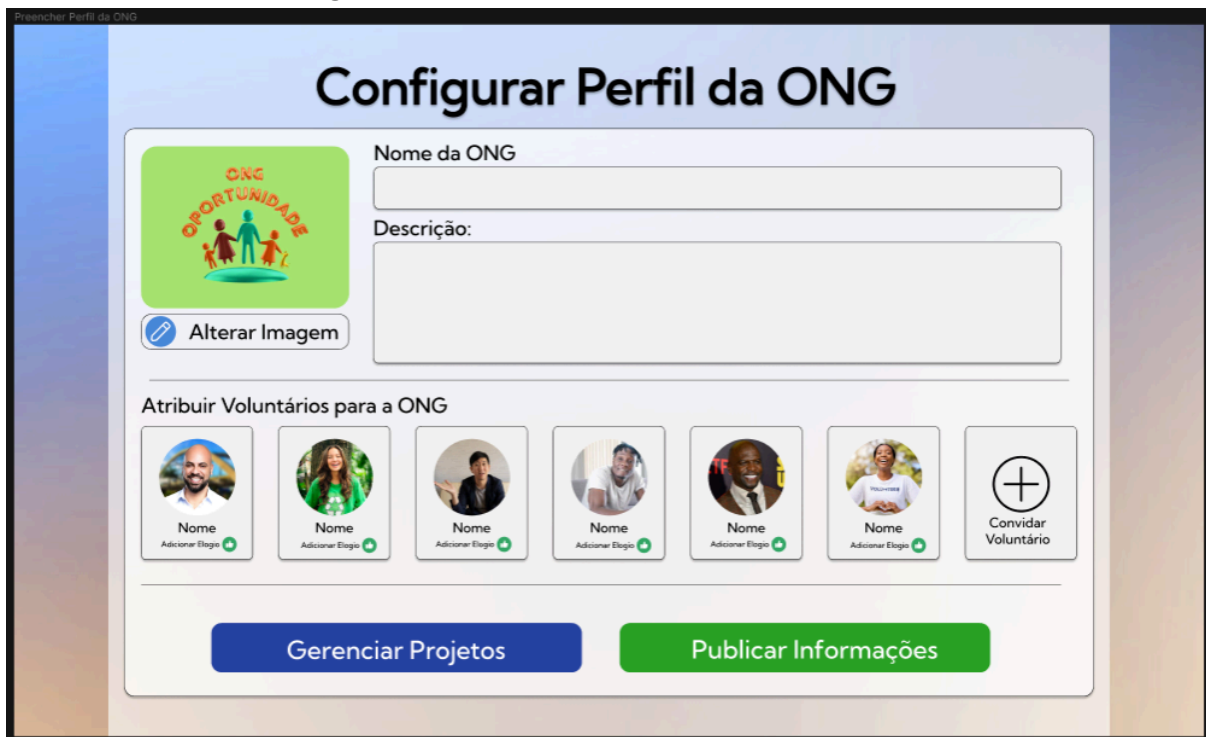 Preencher Perfil da ONG
Configurar Perfil da ONG
ONG
OPORTUNIDADE
Alterar Imagem
Nome da ONG
Descrição:
Atribuir Voluntários para a ONG
Nome
Adicionar Elogio
Nome
Adicionar Elogio
Nome
Adicionar Elogio
Nome
Adicionar Elogio
Nome
Adicionar Elogio
Nome
Adicionar Elogio
Convidar
Voluntário
Gerenciar Projetos
Publicar Informações